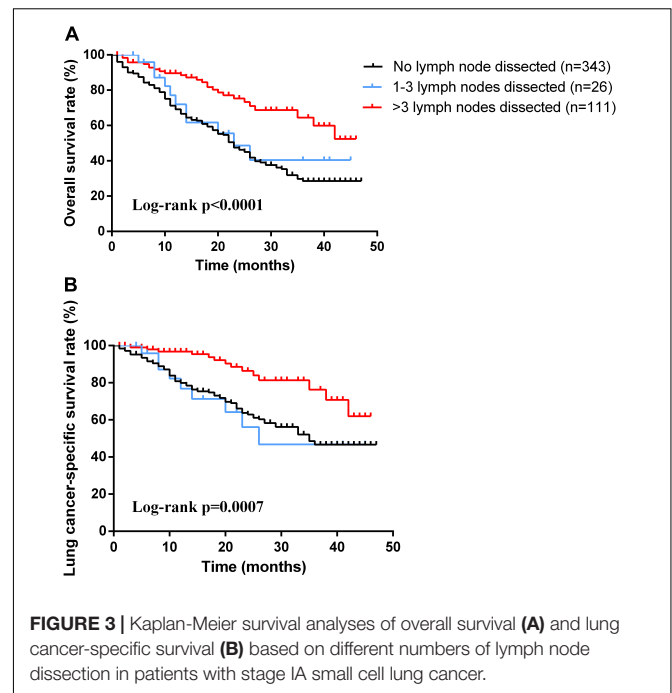 A
100
80
60
40
20
0
Overall survival rate (%)
Log-rank p<0.0001
0 10 20 30 40 50
Time (months)
No lymph node dissected (n=343)
1-3 lymph nodes dissected (n=26)
>3 lymph nodes dissected (n=111)
B
100
80
60
40
20
0
Lung cancer-specific survival rate (%)
Log-rank p=0.0007
0 10 20 30 40 50
Time (months)
FIGURE 3 | Kaplan-Meier survival analyses of overall survival (A) and lung
cancer-specific survival (B) based on different numbers of lymph node
dissection in patients with stage IA small cell lung cancer.